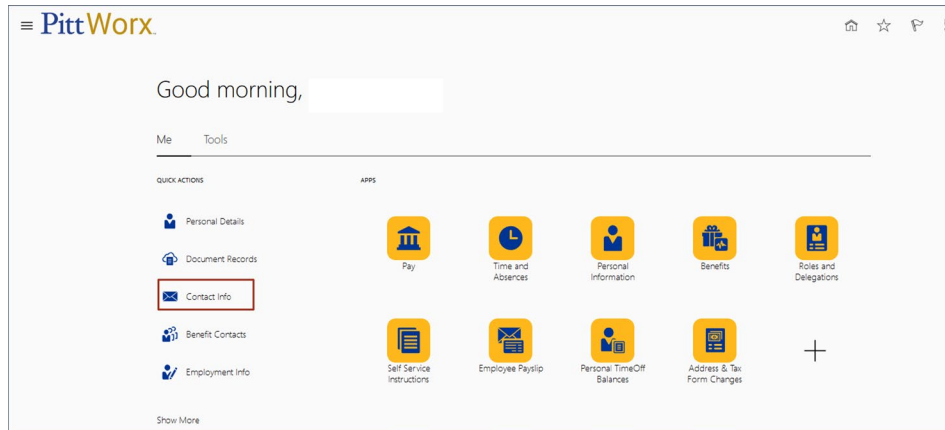 PittWorx.
Good morning,
Me Tools
QUICK ACTIONS
Personal Details
Document Records
Contact Info
Benefit Contacts
Employment Info
Show More
APPS
Pay
Time and
Absences
Personal
Information
Benefits
Roles and
Delegations
Self Service
Instructions
Employee Payslip
Personal TimeOff
Balances
Address & Tax
Form Changes